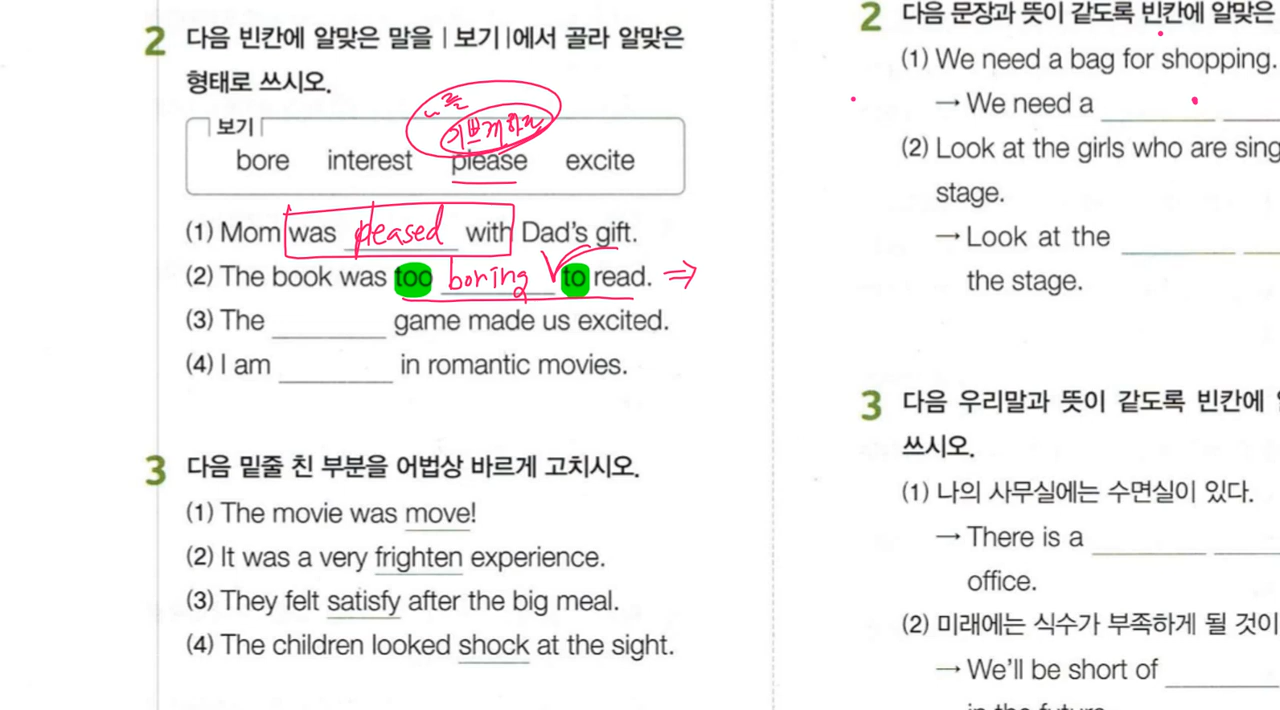 2 다음 빈칸에 알맞은 말을 | 보기 |에서 골라 알맞은
형태로 쓰시오.
보기
기쁘게하다
bore interest please excite
(1) Mom was pleased with Dad's gift.
(2) The book was too boring to read. ⇒
(3) The ________ game made us excited.
(4) I am ________ in romantic movies.
3 다음 밑줄 친 부분을 어법상 바르게 고치시오.
(1) The movie was move!
(2) It was a very frighten experience.
(3) They felt satisfy after the big meal.
(4) The children looked shock at the sight.
2 다음 문장과 뜻이 같도록 빈칸에 알맞은
(1) We need a bag for shopping.
→ We need a ________ ________
(2) Look at the girls who are sing
stage.
→ Look at the ________ ________
the stage.
3 다음 우리말과 뜻이 같도록 빈칸에
쓰시오.
(1) 나의 사무실에는 수면실이 있다.
→ There is a ________ ________
office.
(2) 미래에는 식수가 부족하게 될 것이
→ We'll be short of ________
in the future